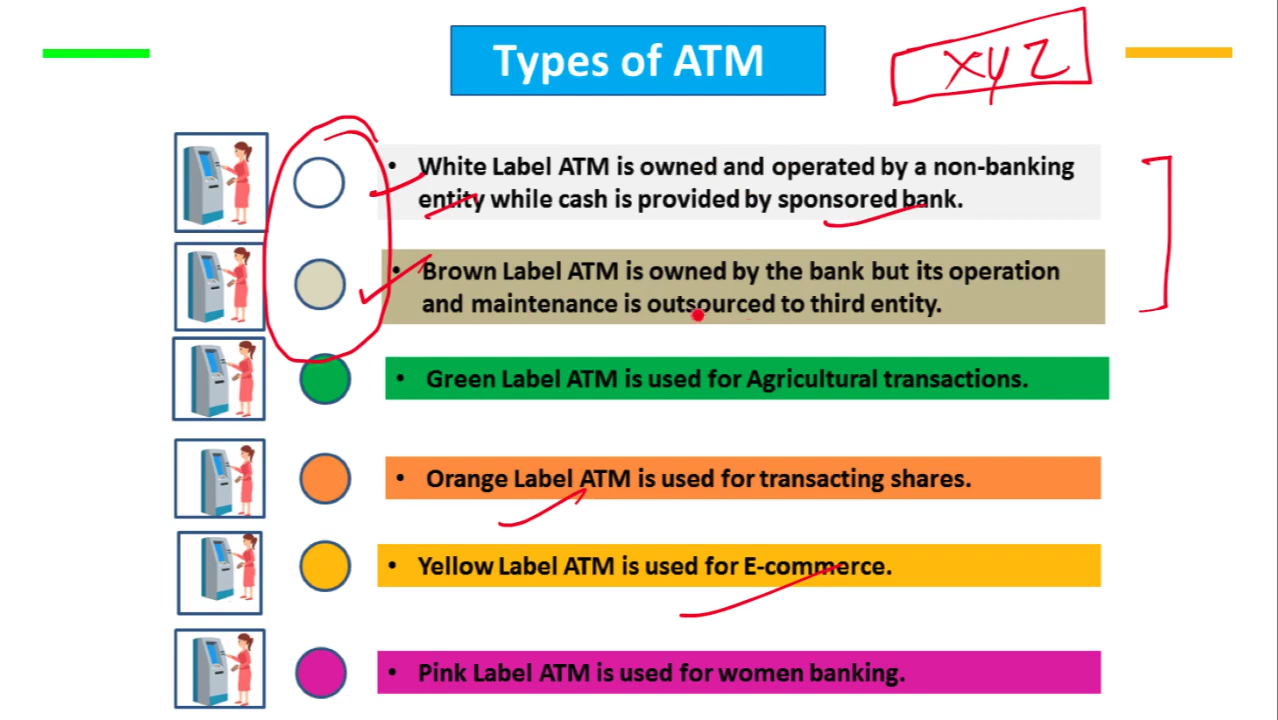 Types of ATM
XYZ
• White Label ATM is owned and operated by a non-banking
entity while cash is provided by sponsored bank.
• Brown Label ATM is owned by the bank but its operation
and maintenance is outsourced to third entity.
• Green Label ATM is used for Agricultural transactions.
• Orange Label ATM is used for transacting shares.
• Yellow Label ATM is used for E-commerce.
• Pink Label ATM is used for women banking.